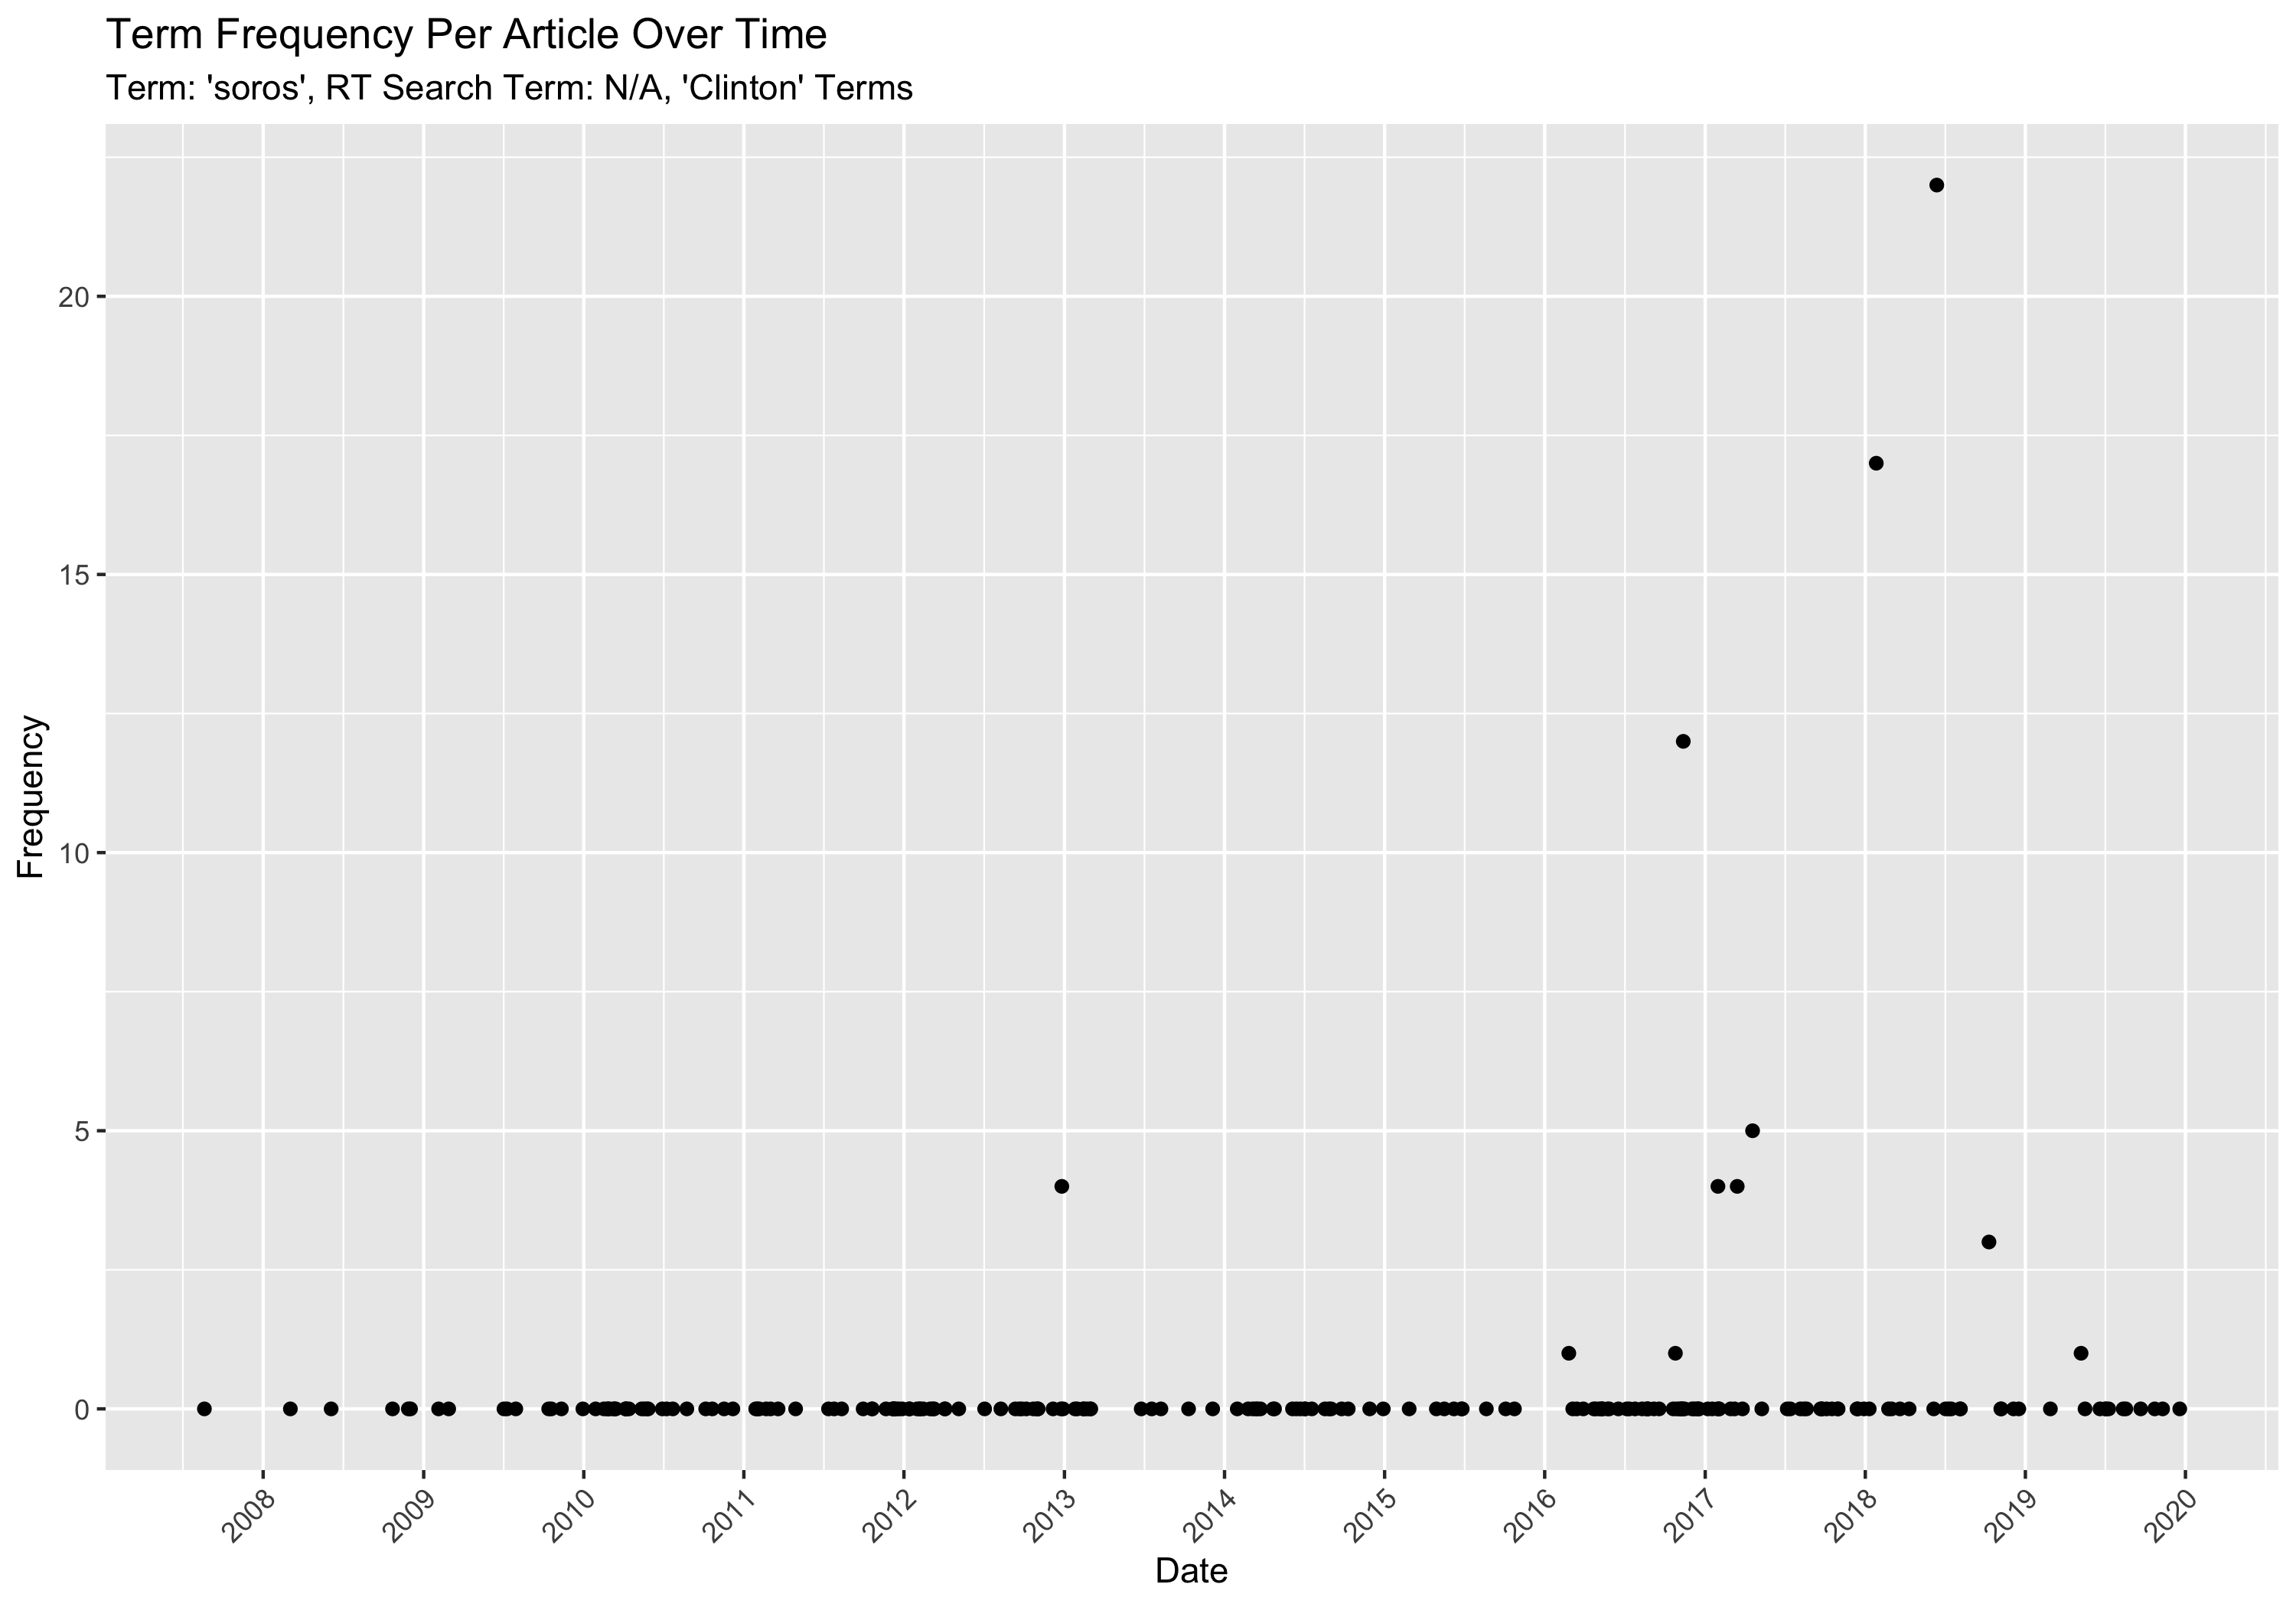 Term Frequency Per Article Over Time
Term: 'soros', RT Search Term: N/A, 'Clinton' Terms
Frequency
20
15
10
5
0
2008 2009 2010 2011 2012 2013 2014 2015 2016 2017 2018 2019 2020
Date